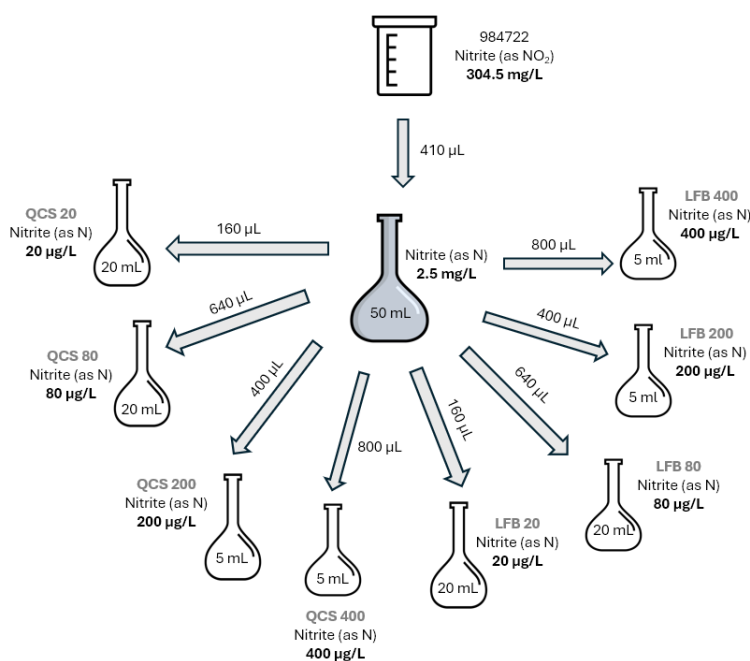 984722
Nitrite (as NO₂)
304.5 mg/L
410 µL
QCS 20
Nitrite (as N)
20 µg/L
20 mL
160 µL
Nitrite (as N)
2.5 mg/L
50 mL
800 µL
LFB 400
Nitrite (as N)
400 µg/L
5 ml
640 µL
QCS 80
Nitrite (as N)
80 µg/L
20 mL
400 µL
LFB 200
Nitrite (as N)
200 µg/L
5 ml
400 µL
QCS 200
Nitrite (as N)
200 µg/L
5 mL
800 µL
QCS 400
Nitrite (as N)
400 µg/L
5 mL
160 µL
LFB 20
Nitrite (as N)
20 µg/L
20 mL
640 µL
LFB 80
Nitrite (as N)
80 µg/L
20 mL